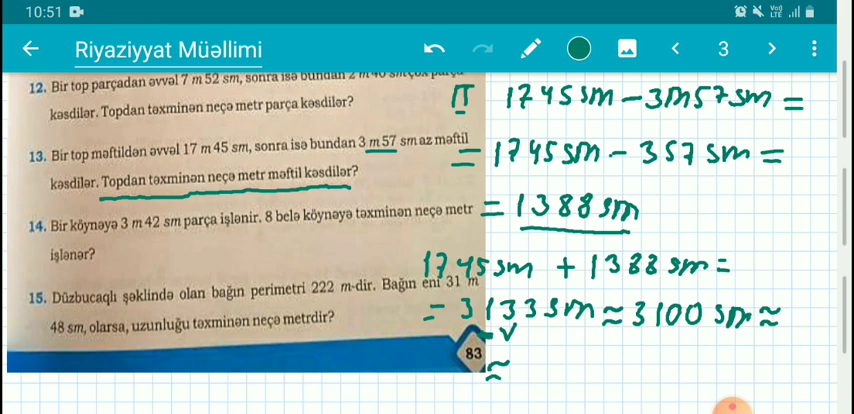 10:51
Vo))
LTE
Riyaziyyat Müəllimi
3
12. Bir top parçadan əvvəl 7 m 52 sm, sonra isə bundan 2 m 40 sm çox parça
kəsdilər. Topdan təxminən neçə metr parça kəsdilər?
13. Bir top məftildən əvvəl 17 m 45 sm, sonra isə bundan 3 m 57 sm az məftil
kəsdilər. Topdan təxminən neçə metr məftil kəsdilər?
14. Bir köynəyə 3 m 42 sm parça işlənir. 8 belə köynəyə təxminən neçə metr
işlənər?
15. Düzbucaqlı şəklində olan bağın perimetri 222 m-dir. Bağın eni 31 m
48 sm, olarsa, uzunluğu təxminən neçə metrdir?
83
II 1745 sm - 3m57sm =
= 1745 sm - 357 sm =
= 1388 sm
1745 sm + 1388 sm =
= 3133 sm ≈ 3100 sm ≈
≈